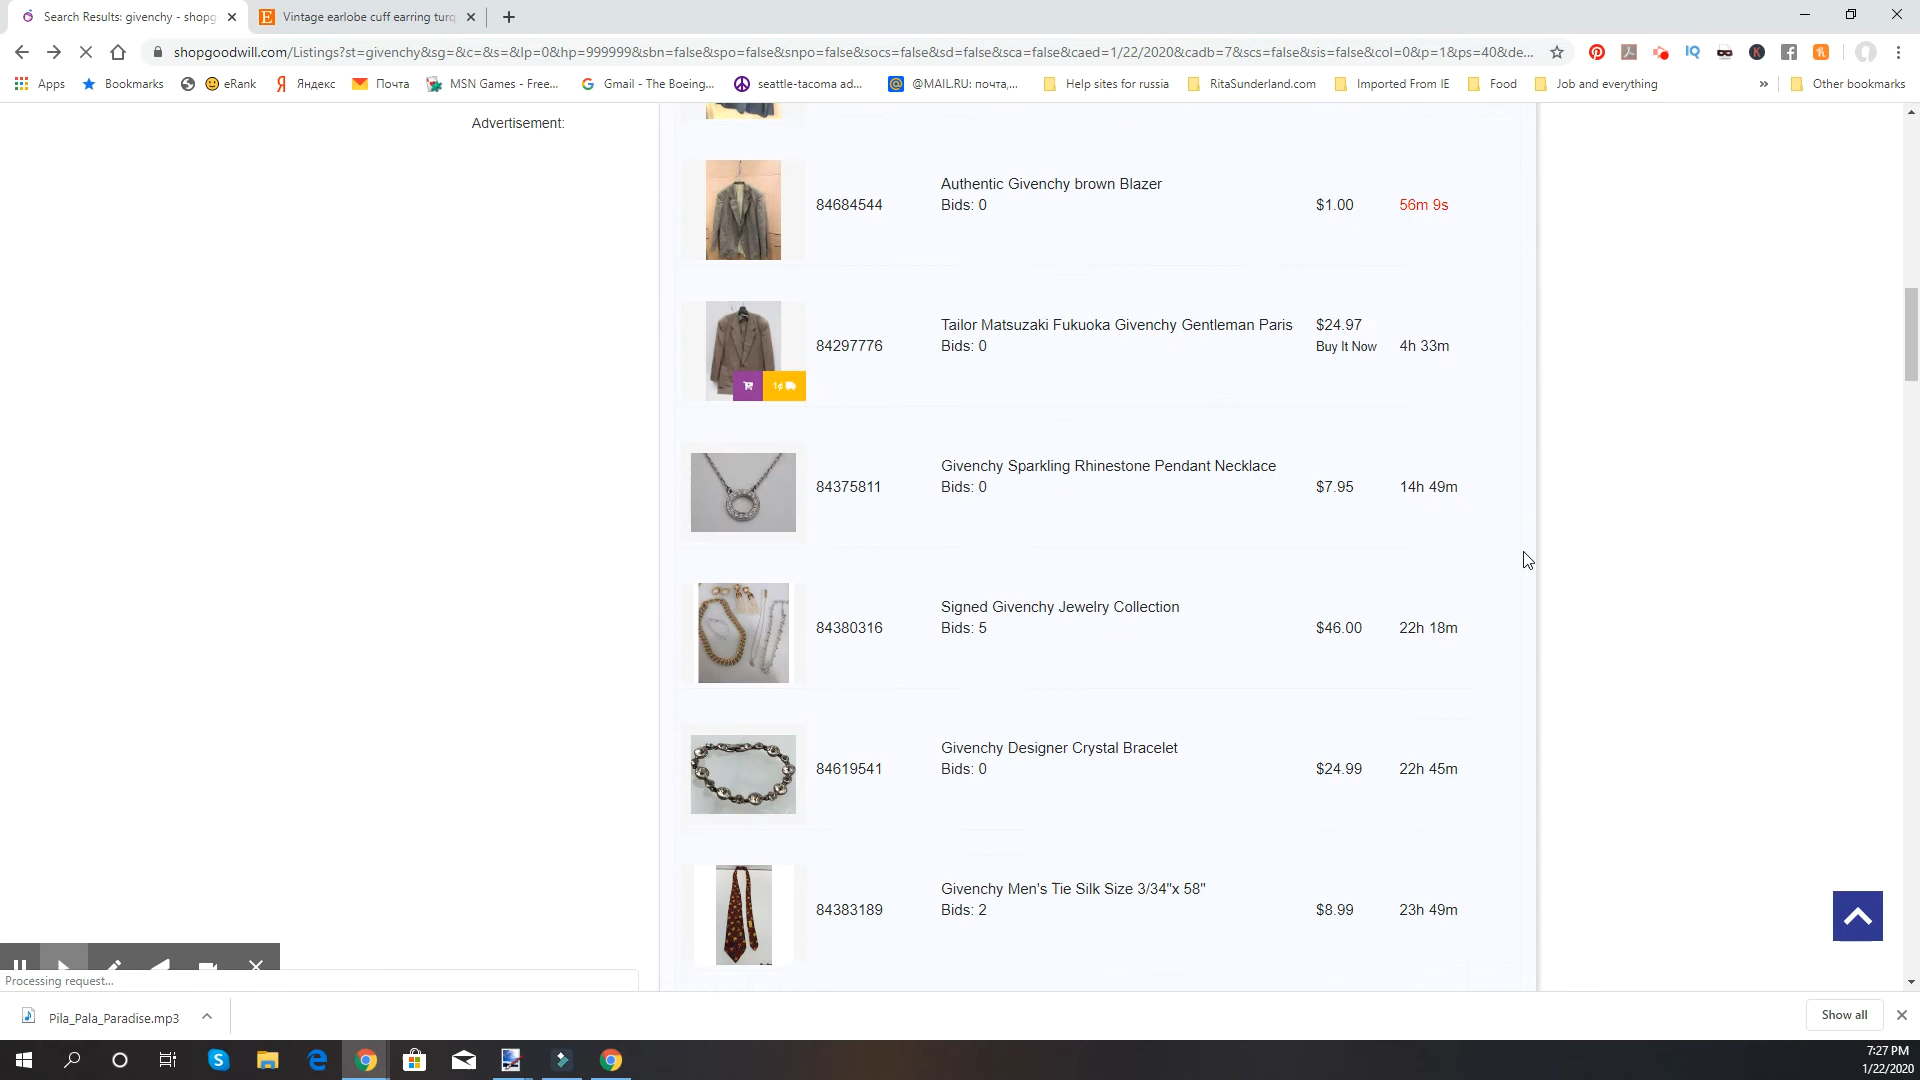 Search Results: givenchy - shopg
Vintage earlobe cuff earring turq
shopgoodwill.com/Listings?st=givenchy&sg=&c=&s=&lp=0&hp=999999&sbn=false&spo=false&snpo=false&socs=false&sd=false&sca=false&caed=1/22/2020&cadb=7&scs=false&sis=false&col=0&p=1&ps=40&de...
Apps
Bookmarks
eRank
Яндекс
Почта
MSN Games - Free...
Gmail - The Boeing...
seattle-tacoma ad...
@MAIL.RU: почта,...
Help sites for russia
RitaSunderland.com
Imported From IE
Food
Job and everything
»
Other bookmarks
Advertisement:
Authentic Givenchy brown Blazer
84684544 Bids: 0 $1.00 56m 9s
Tailor Matsuzaki Fukuoka Givenchy Gentleman Paris $24.97
84297776 Bids: 0 Buy It Now 4h 33m
1¢
Givenchy Sparkling Rhinestone Pendant Necklace
84375811 Bids: 0 $7.95 14h 49m
Signed Givenchy Jewelry Collection
84380316 Bids: 5 $46.00 22h 18m
Givenchy Designer Crystal Bracelet
84619541 Bids: 0 $24.99 22h 45m
Givenchy Men's Tie Silk Size 3/34"x 58"
84383189 Bids: 2 $8.99 23h 49m
Processing request...
Pila_Pala_Paradise.mp3
Show all
7:27 PM
1/22/2020